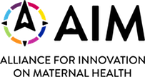 AIM
ALLIANCE FOR INNOVATION
ON MATERNAL HEALTH